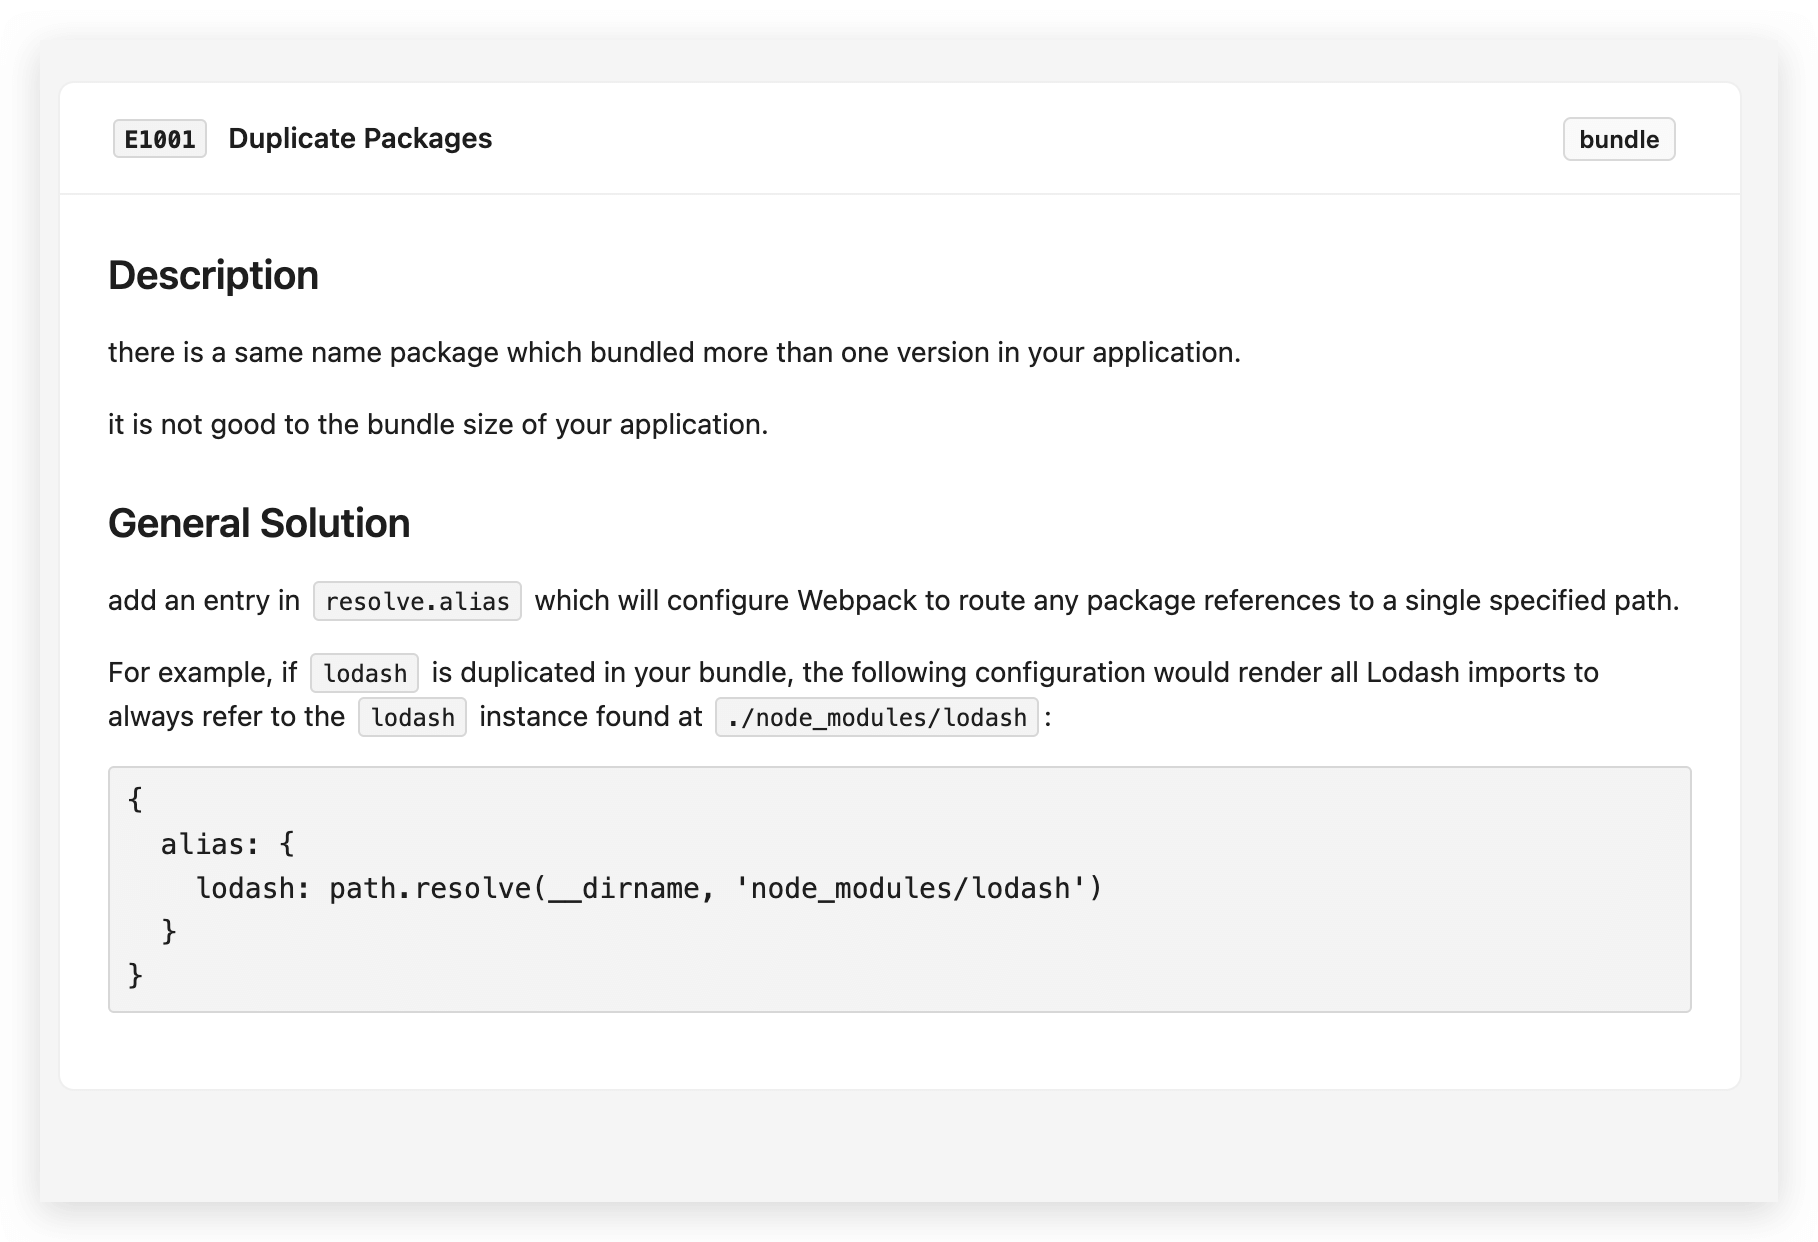 E1001 Duplicate Packages bundle
Description
there is a same name package which bundled more than one version in your application.
it is not good to the bundle size of your application.
General Solution
add an entry in resolve.alias which will configure Webpack to route any package references to a single specified path.
For example, if lodash is duplicated in your bundle, the following configuration would render all Lodash imports to
always refer to the lodash instance found at ./node_modules/lodash :
{
  alias: {
    lodash: path.resolve(__dirname, 'node_modules/lodash')
  }
}